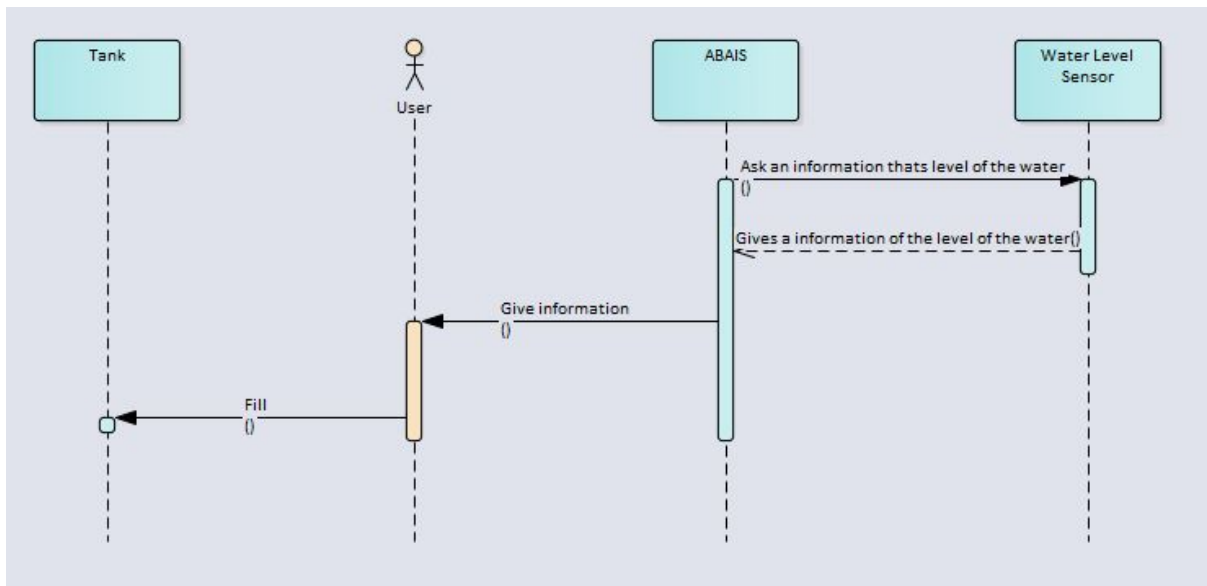 Tank
User
ABAIS
Water Level
Sensor
Ask an information thats level of the water
()
Gives a information of the level of the water()
Give information
()
Fill
()